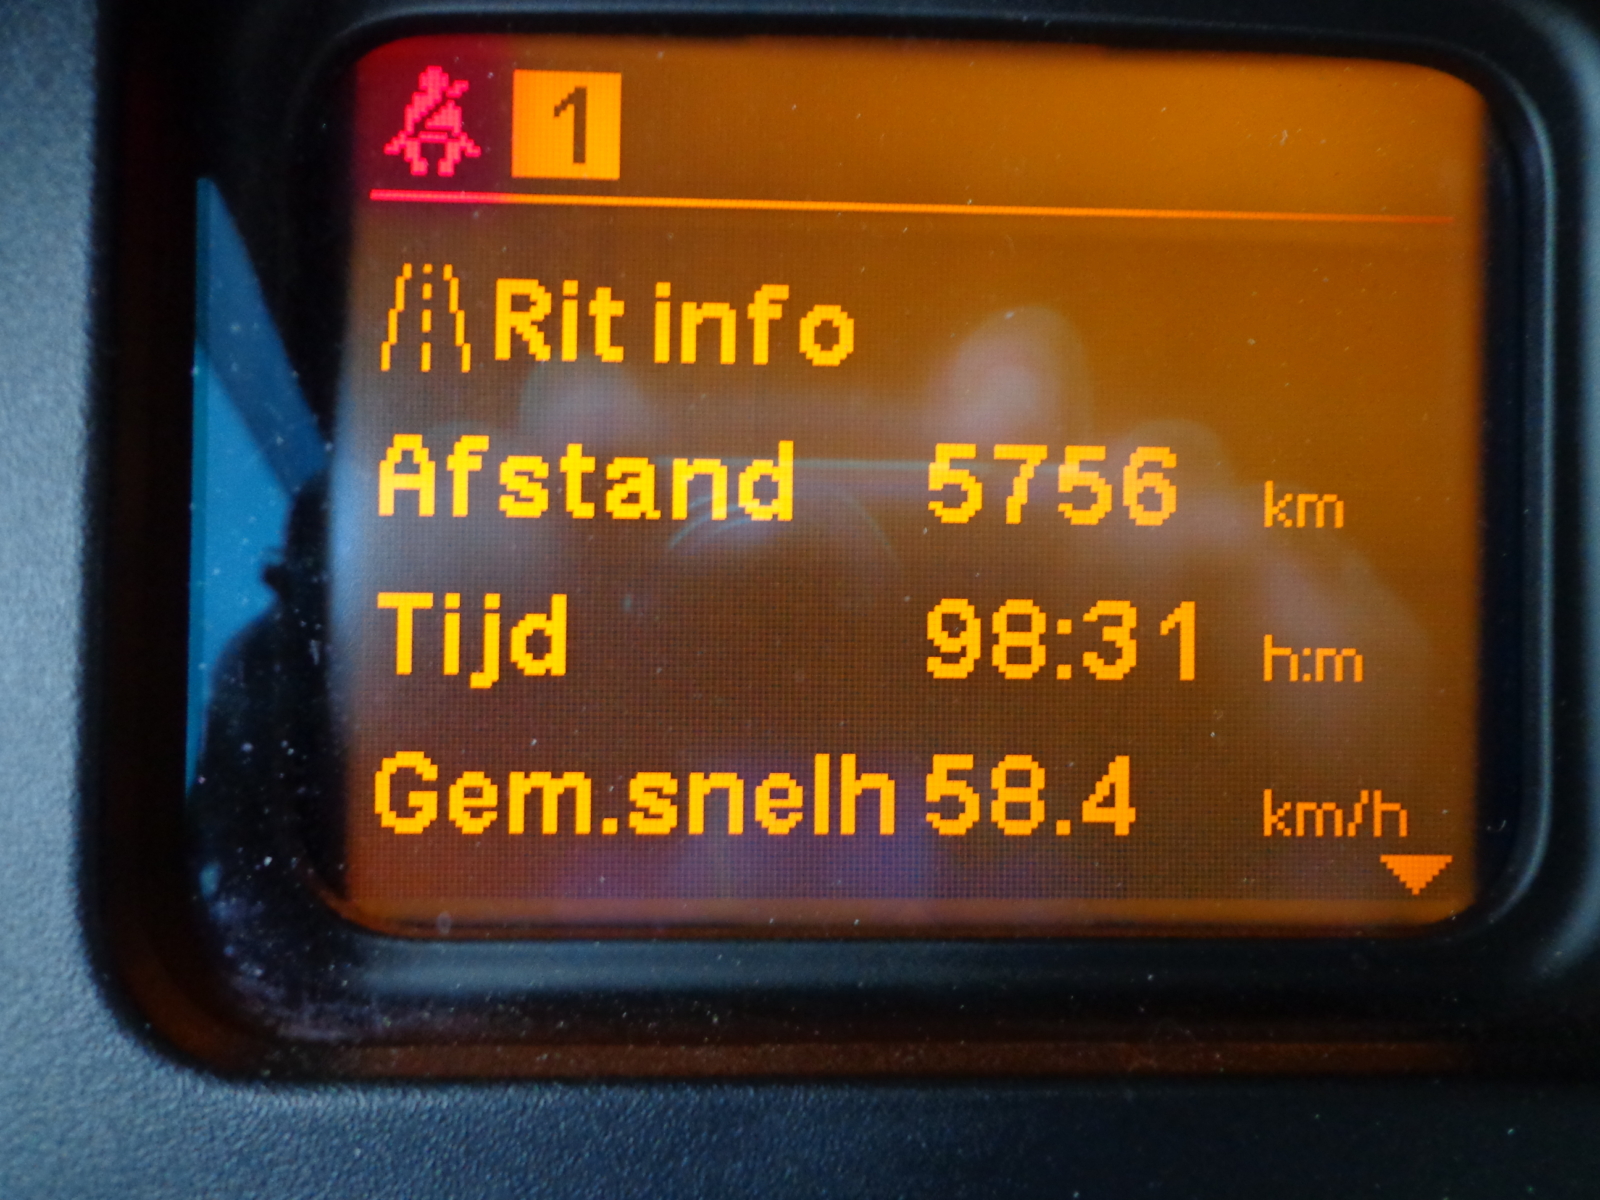 1
Rit info
Afstand 5756 km
Tijd 98:31 h:m
Gem.snelh 58.4 km/h